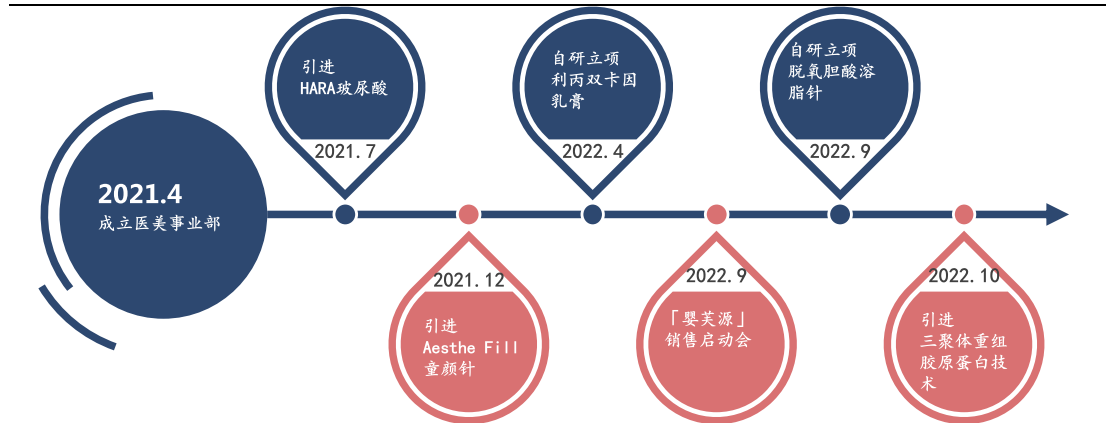 2021.4
成立医美事业部
引进
HARA玻尿酸
2021.7
2021.12
引进
Aesthe Fill
童颜针
自研立项
利丙双卡因
乳膏
2022.4
2022.9
「婴芙源」
销售启动会
自研立项
脱氧胆酸溶
脂针
2022.9
2022.10
引进
三聚体重组
胶原蛋白技
术